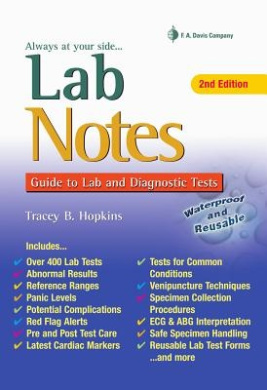 Always at your side...
F. A. Davis Company
Lab
2nd Edition
Notes
Guide to Lab and Diagnostic Tests
Waterproof
and
Reusable
Tracey B. Hopkins
Includes...
✔ Over 400 Lab Tests
✔ Abnormal Results
✔ Reference Ranges
✔ Panic Levels
✔ Potential Complications
✔ Red Flag Alerts
✔ Pre and Post Test Care
✔ Latest Cardiac Markers
✔ Tests for Common
Conditions
✔ Venipuncture Techniques
✔ Specimen Collection
Procedures
✔ ECG & ABG Interpretation
✔ Safe Specimen Handling
✔ Reusable Lab Test Forms
...and more